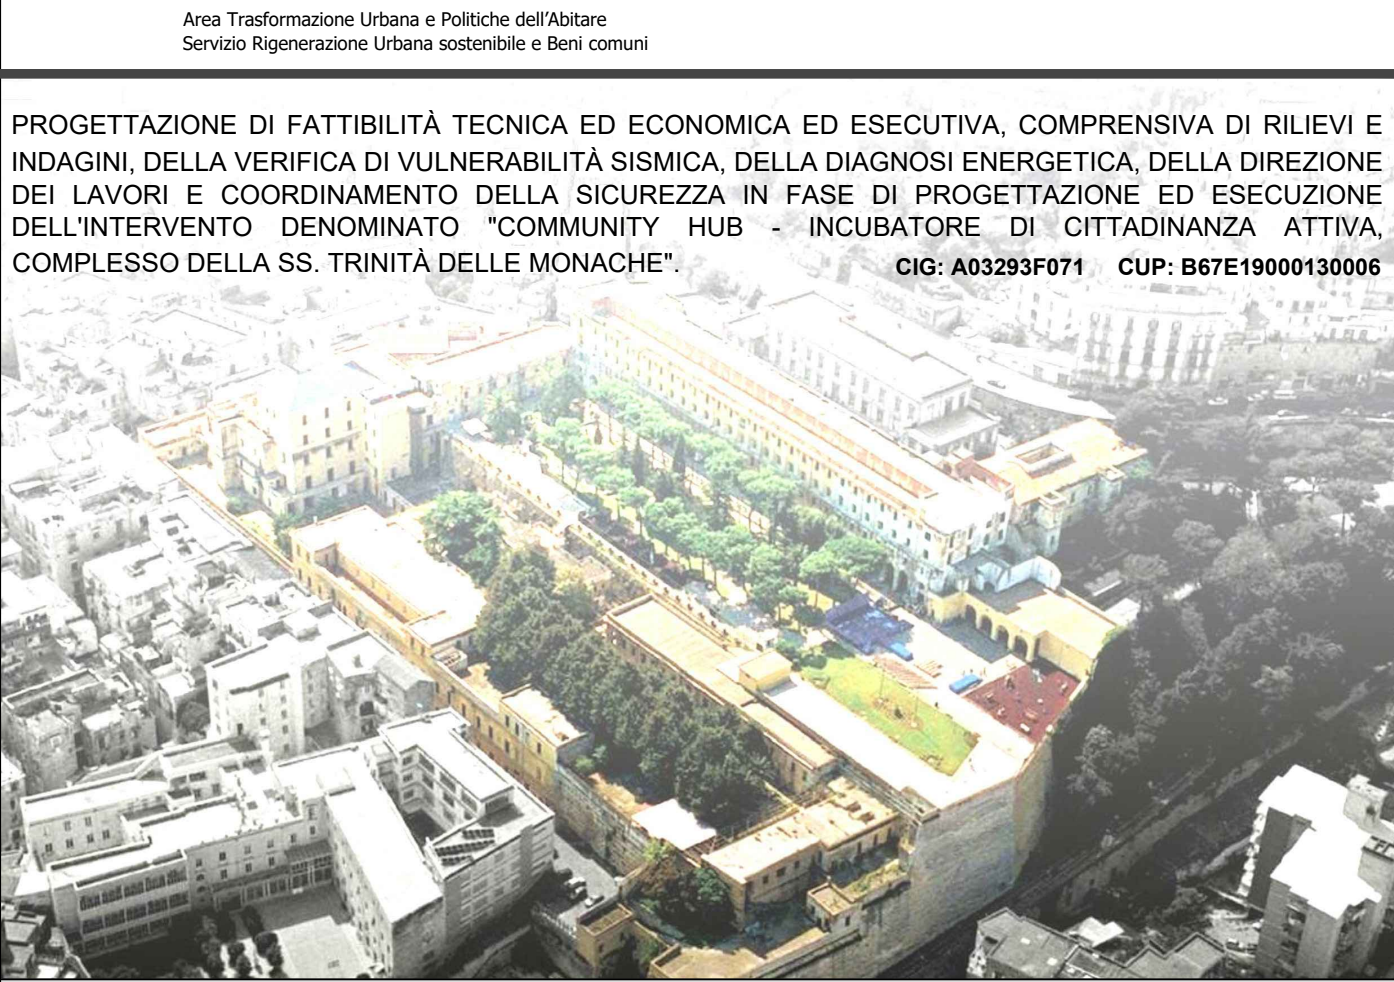 Area Trasformazione Urbana e Politiche dell’Abitare
Servizio Rigenerazione Urbana sostenibile e Beni comuni
PROGETTAZIONE DI FATTIBILITÀ TECNICA ED ECONOMICA ED ESECUTIVA, COMPRENSIVA DI RILIEVI E
INDAGINI, DELLA VERIFICA DI VULNERABILITÀ SISMICA, DELLA DIAGNOSI ENERGETICA, DELLA DIREZIONE
DEI LAVORI E COORDINAMENTO DELLA SICUREZZA IN FASE DI PROGETTAZIONE ED ESECUZIONE
DELL'INTERVENTO DENOMINATO "COMMUNITY HUB - INCUBATORE DI CITTADINANZA ATTIVA,
COMPLESSO DELLA SS. TRINITÀ DELLE MONACHE". CIG: A03293F071 CUP: B67E19000130006